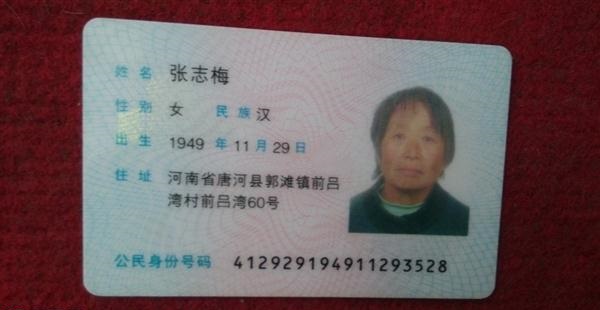 姓名 张志梅
性别 女 民族 汉
出生 1949 年 11 月 29 日
住址 河南省唐河县郭滩镇前吕
湾村前吕湾60号
公民身份号码 412929194911293528